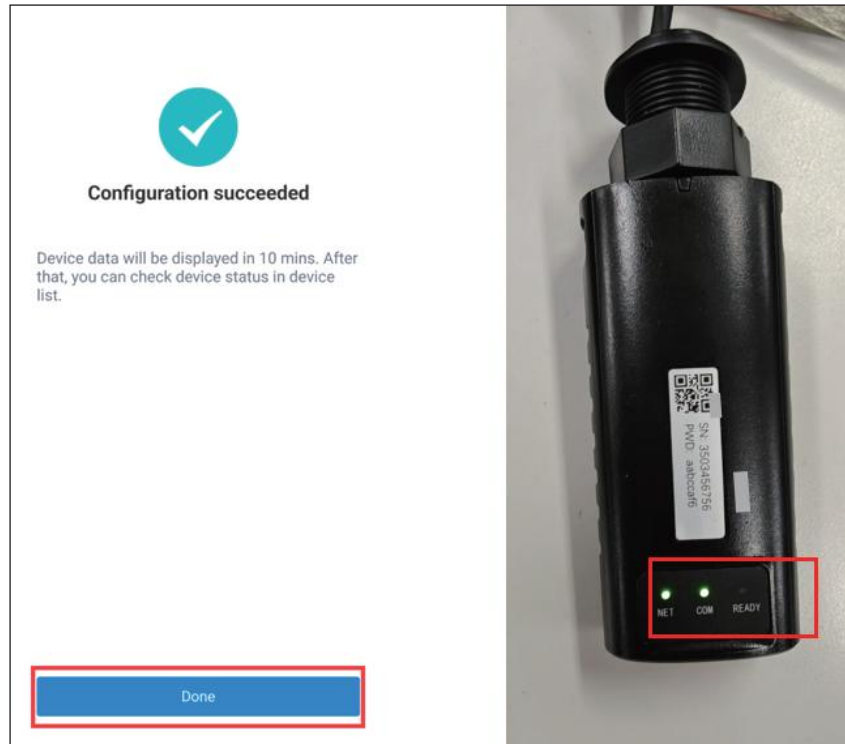 Configuration succeeded
Device data will be displayed in 10 mins. After
that, you can check device status in device
list.
Done
SN: 3503456756
PWD: aabccaf6
NET COM READY